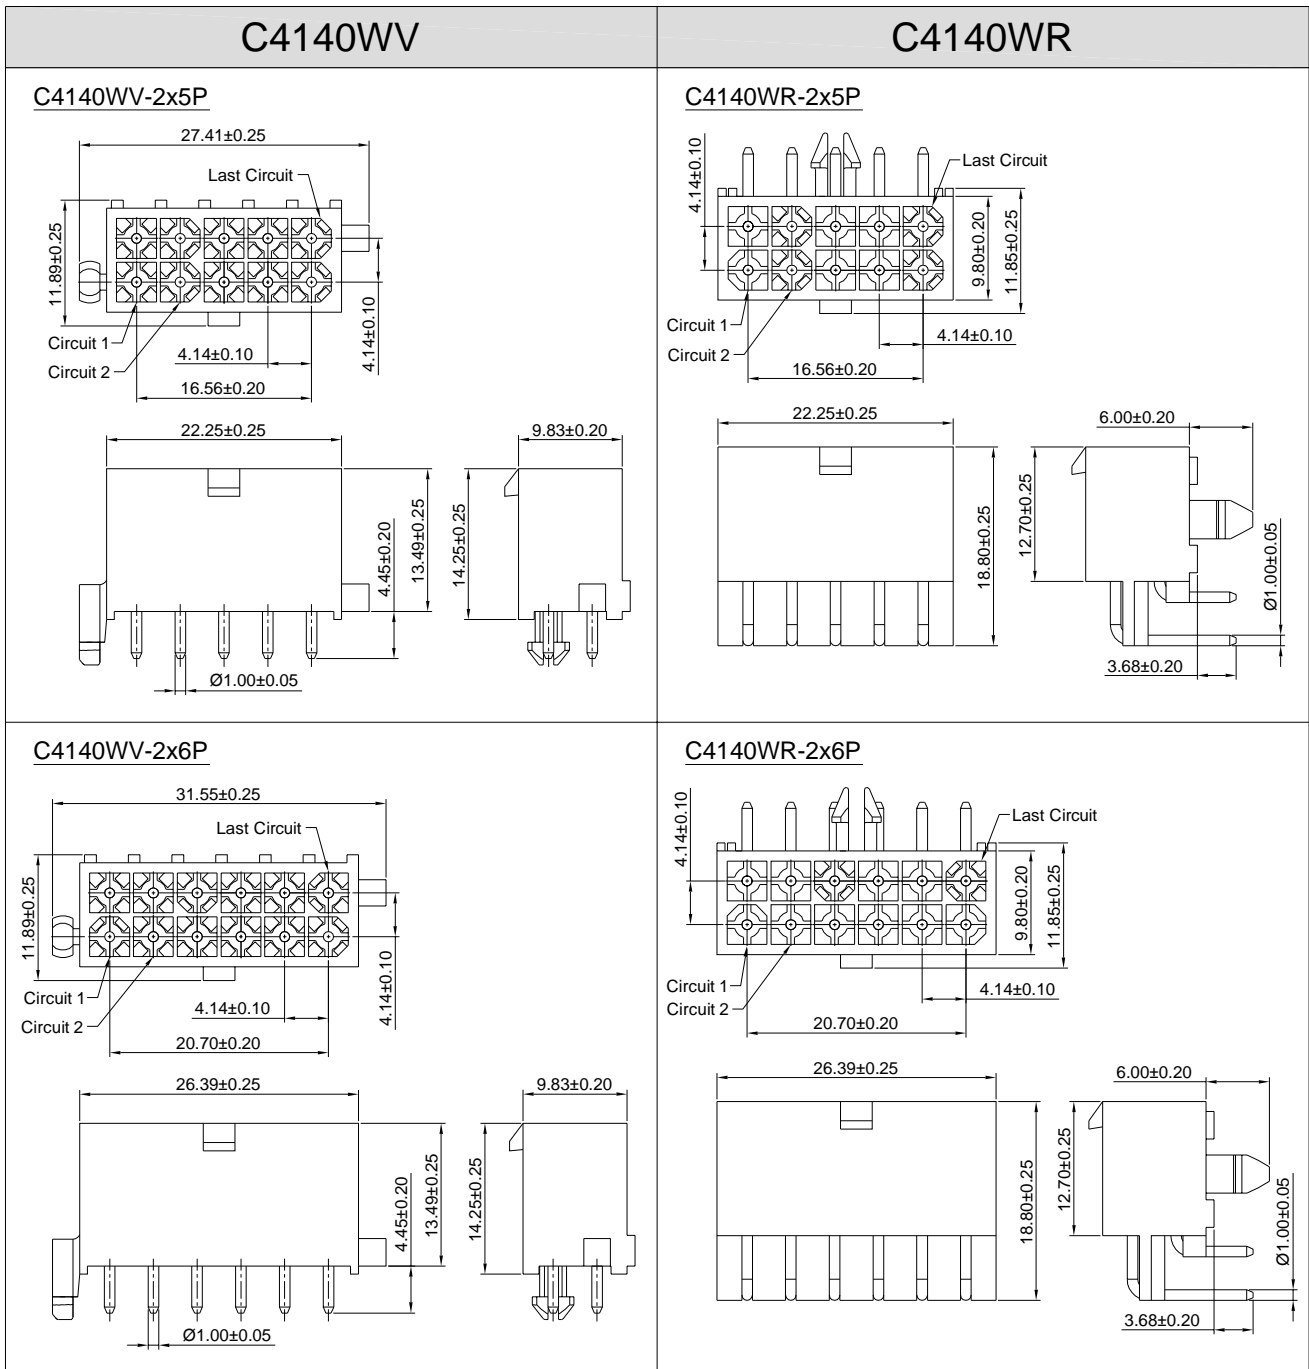 C4140WV
C4140WR
C4140WV-2x5P
27.41±0.25
Last Circuit
11.89±0.25
4.14±0.10
Circuit 1
Circuit 2
4.14±0.10
16.56±0.20
22.25±0.25
9.83±0.20
4.45±0.20
13.49±0.25
14.25±0.25
Ø1.00±0.05
C4140WR-2x5P
4.14±0.10
Last Circuit
9.80±0.20
11.85±0.25
Circuit 1
Circuit 2
4.14±0.10
16.56±0.20
22.25±0.25
6.00±0.20
18.80±0.25
12.70±0.25
Ø1.00±0.05
3.68±0.20
C4140WV-2x6P
31.55±0.25
Last Circuit
11.89±0.25
4.14±0.10
Circuit 1
Circuit 2
4.14±0.10
20.70±0.20
26.39±0.25
9.83±0.20
4.45±0.20
13.49±0.25
14.25±0.25
Ø1.00±0.05
C4140WR-2x6P
4.14±0.10
Last Circuit
9.80±0.20
11.85±0.25
Circuit 1
Circuit 2
4.14±0.10
20.70±0.20
26.39±0.25
6.00±0.20
18.80±0.25
12.70±0.25
Ø1.00±0.05
3.68±0.20